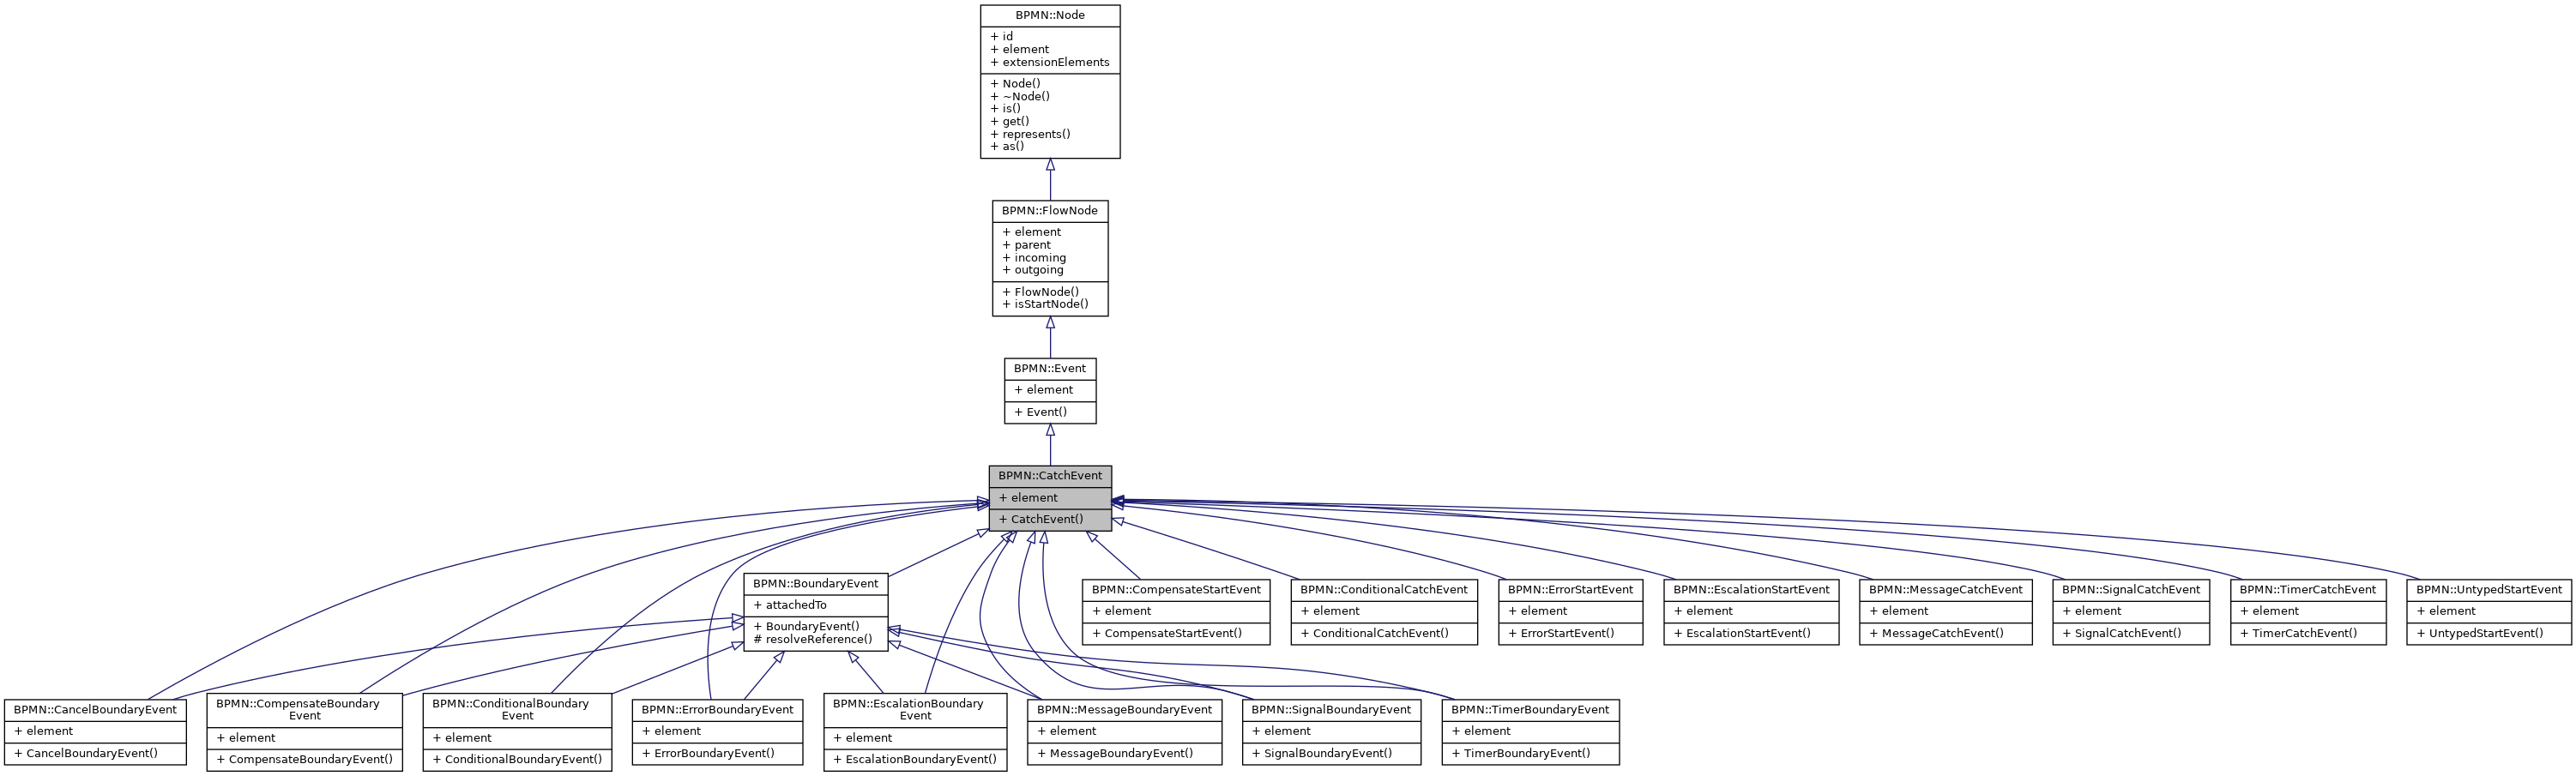 BPMN::Node
+ id
+ element
+ extensionElements
+ Node()
+ ~Node()
+ is()
+ get()
+ represents()
+ as()
BPMN::FlowNode
+ element
+ parent
+ incoming
+ outgoing
+ FlowNode()
+ isStartNode()
BPMN::Event
+ element
+ Event()
BPMN::CatchEvent
+ element
+ CatchEvent()
BPMN::BoundaryEvent
+ attachedTo
+ BoundaryEvent()
# resolveReference()
BPMN::CompensateStartEvent
+ element
+ CompensateStartEvent()
BPMN::ConditionalCatchEvent
+ element
+ ConditionalCatchEvent()
BPMN::ErrorStartEvent
+ element
+ ErrorStartEvent()
BPMN::EscalationStartEvent
+ element
+ EscalationStartEvent()
BPMN::MessageCatchEvent
+ element
+ MessageCatchEvent()
BPMN::SignalCatchEvent
+ element
+ SignalCatchEvent()
BPMN::TimerCatchEvent
+ element
+ TimerCatchEvent()
BPMN::UntypedStartEvent
+ element
+ UntypedStartEvent()
BPMN::CancelBoundaryEvent
+ element
+ CancelBoundaryEvent()
BPMN::CompensateBoundary
Event
+ element
+ CompensateBoundaryEvent()
BPMN::ConditionalBoundary
Event
+ element
+ ConditionalBoundaryEvent()
BPMN::ErrorBoundaryEvent
+ element
+ ErrorBoundaryEvent()
BPMN::EscalationBoundary
Event
+ element
+ EscalationBoundaryEvent()
BPMN::MessageBoundaryEvent
+ element
+ MessageBoundaryEvent()
BPMN::SignalBoundaryEvent
+ element
+ SignalBoundaryEvent()
BPMN::TimerBoundaryEvent
+ element
+ TimerBoundaryEvent()